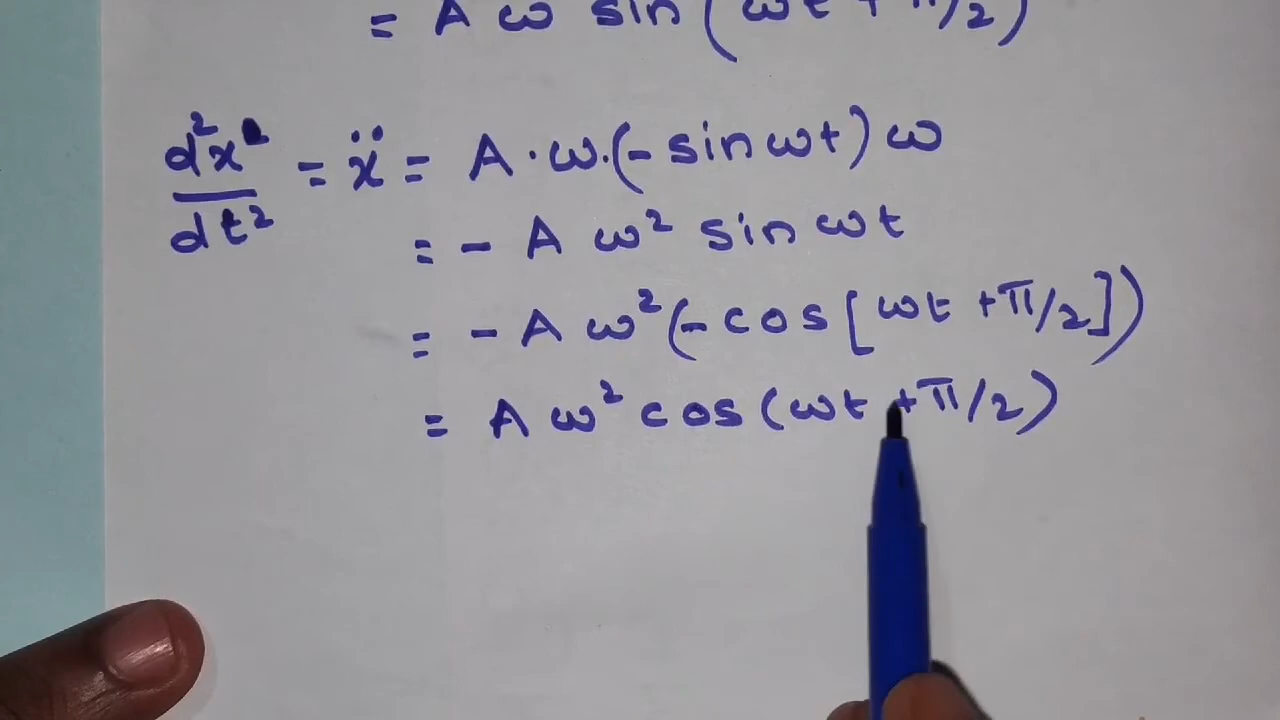 = A ω sin (ωt + π/2)
d²x/dt² = ẍ = A · ω · (- sin ωt) ω
= - A ω² sin ωt
= - A ω² (- cos [ωt + π/2])
= A ω² cos (ωt + π/2)